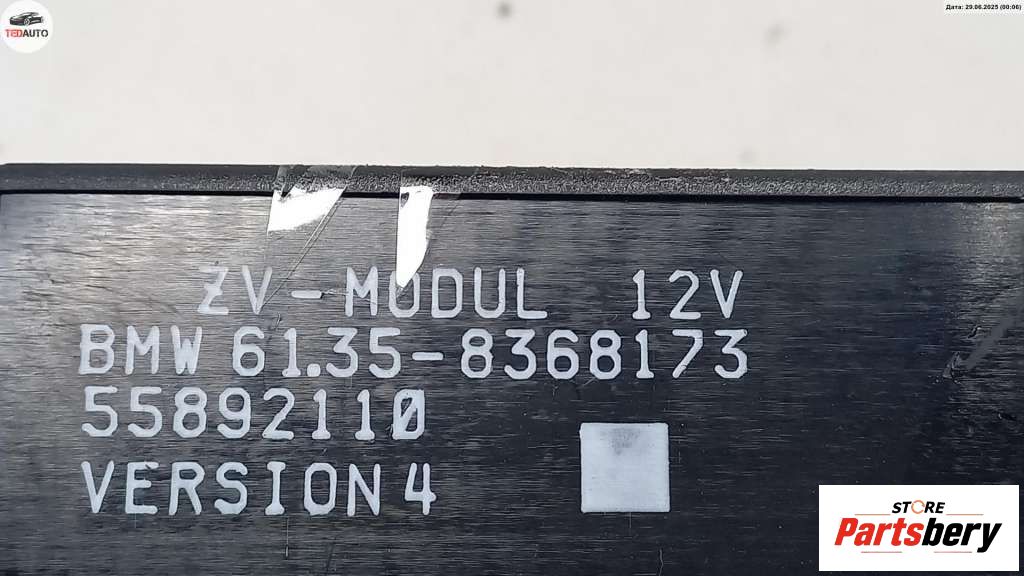 TEDAUTO
Дата: 29.06.2025 (00:06)
ZV-MODUL 12V
BMW 61.35-8368173
55892110
VERSION 4
STORE
Partsbery